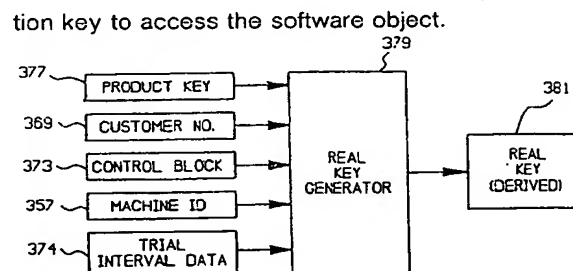 tion key to access the software object.
379
377
PRODUCT KEY
369
CUSTOMER NO.
373
CONTROL BLOCK
357
MACHINE ID
374
TRIAL
INTERVAL DATA
REAL
KEY
GENERATOR
381
REAL
KEY
(DERIVED)